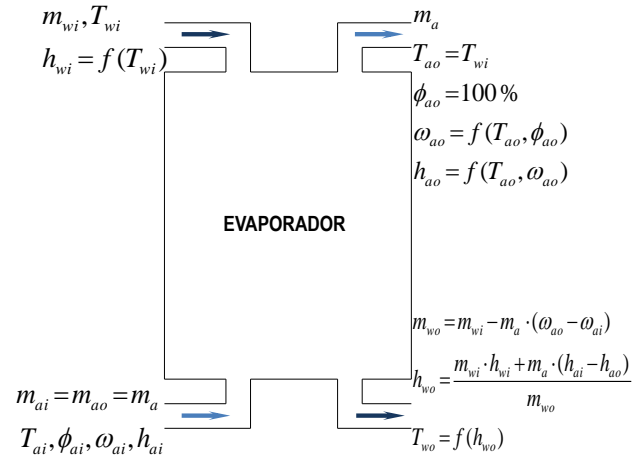 m_wi, T_wi
h_wi = f(T_wi)
m_a
T_ao = T_wi
ϕ_ao = 100%
ω_ao = f(T_ao, ϕ_ao)
h_ao = f(T_ao, ω_ao)
EVAPORADOR
m_wo = m_wi − m_a · (ω_ao − ω_ai)
h_wo = (m_wi · h_wi + m_a · (h_ai − h_ao)) / m_wo
T_wo = f(h_wo)
m_ai = m_ao = m_a
T_ai, ϕ_ai, ω_ai, h_ai